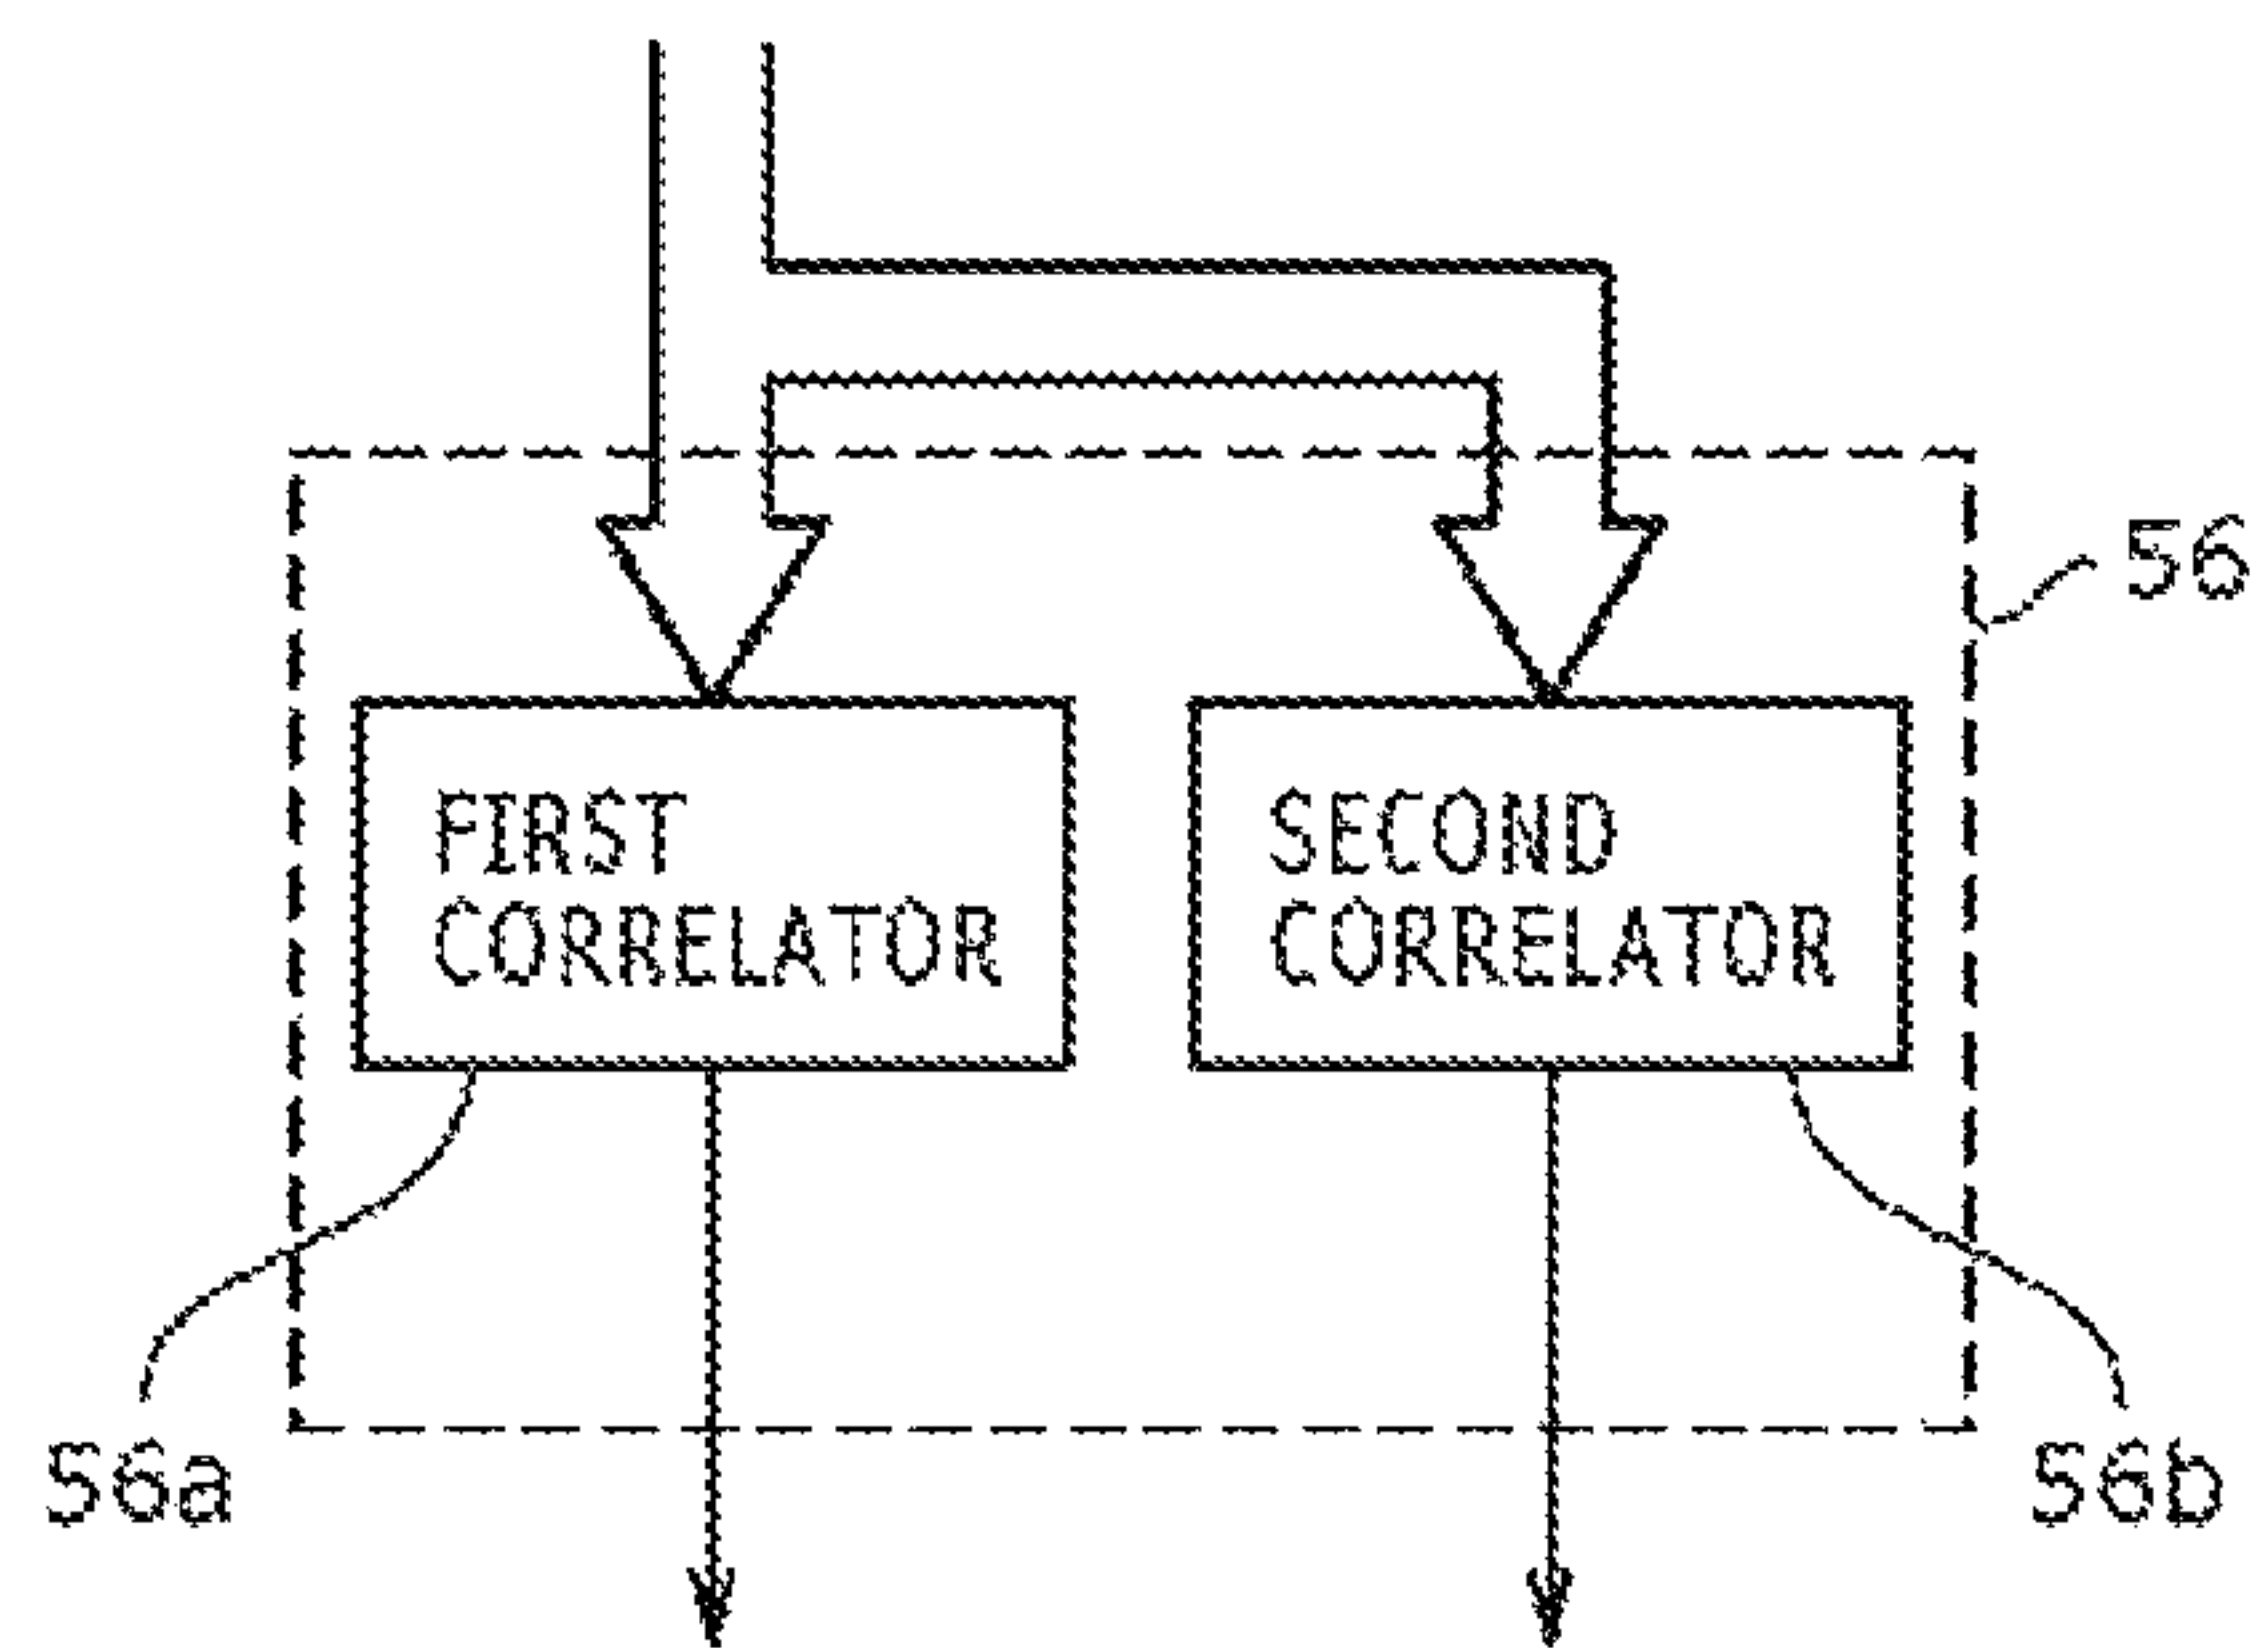 56
FIRST
CORRELATOR
SECOND
CORRELATOR
56a
56b